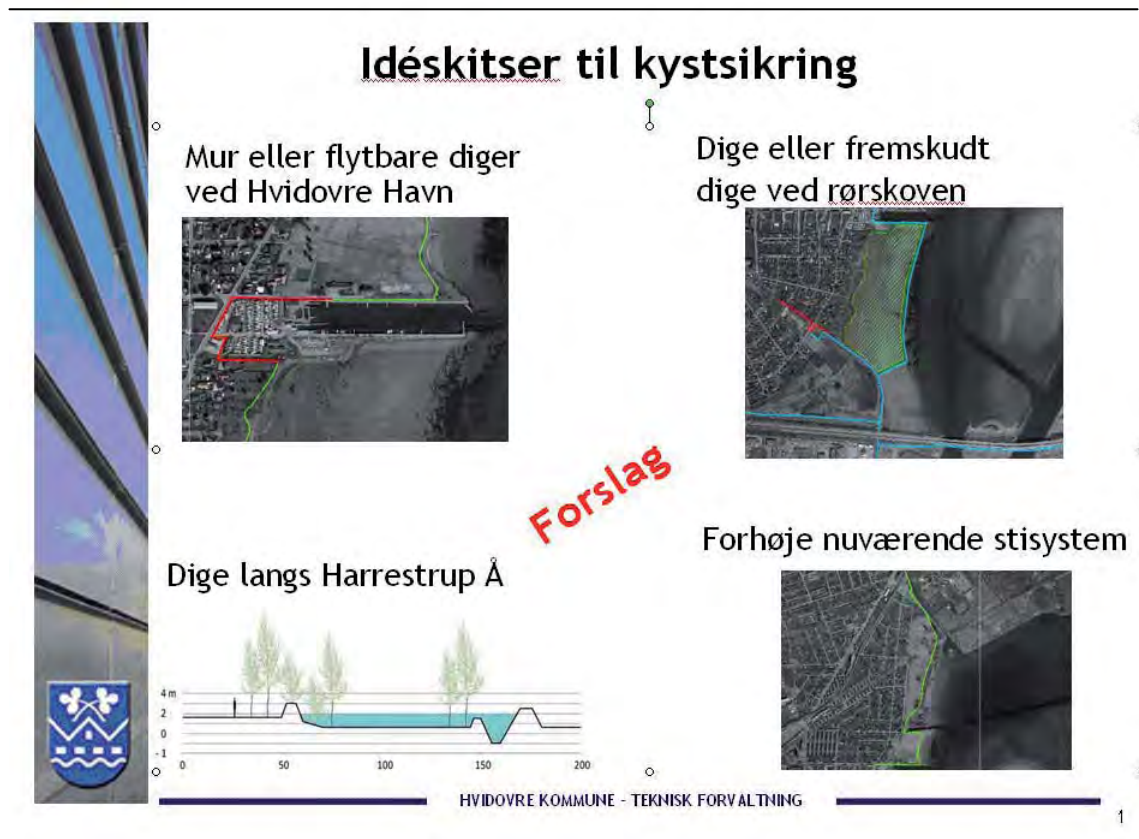 Idéskitser til kystsikring
Mur eller flytbare diger
ved Hvidovre Havn
Dige eller fremskudt
dige ved rørskoven
Forslag
Dige langs Harrestrup Å
4 m
2
0
- 1
0
50
100
150
200
Forhøje nuværende stisystem
HVIDOVRE KOMMUNE - TEKNISK FORVALTNING
1